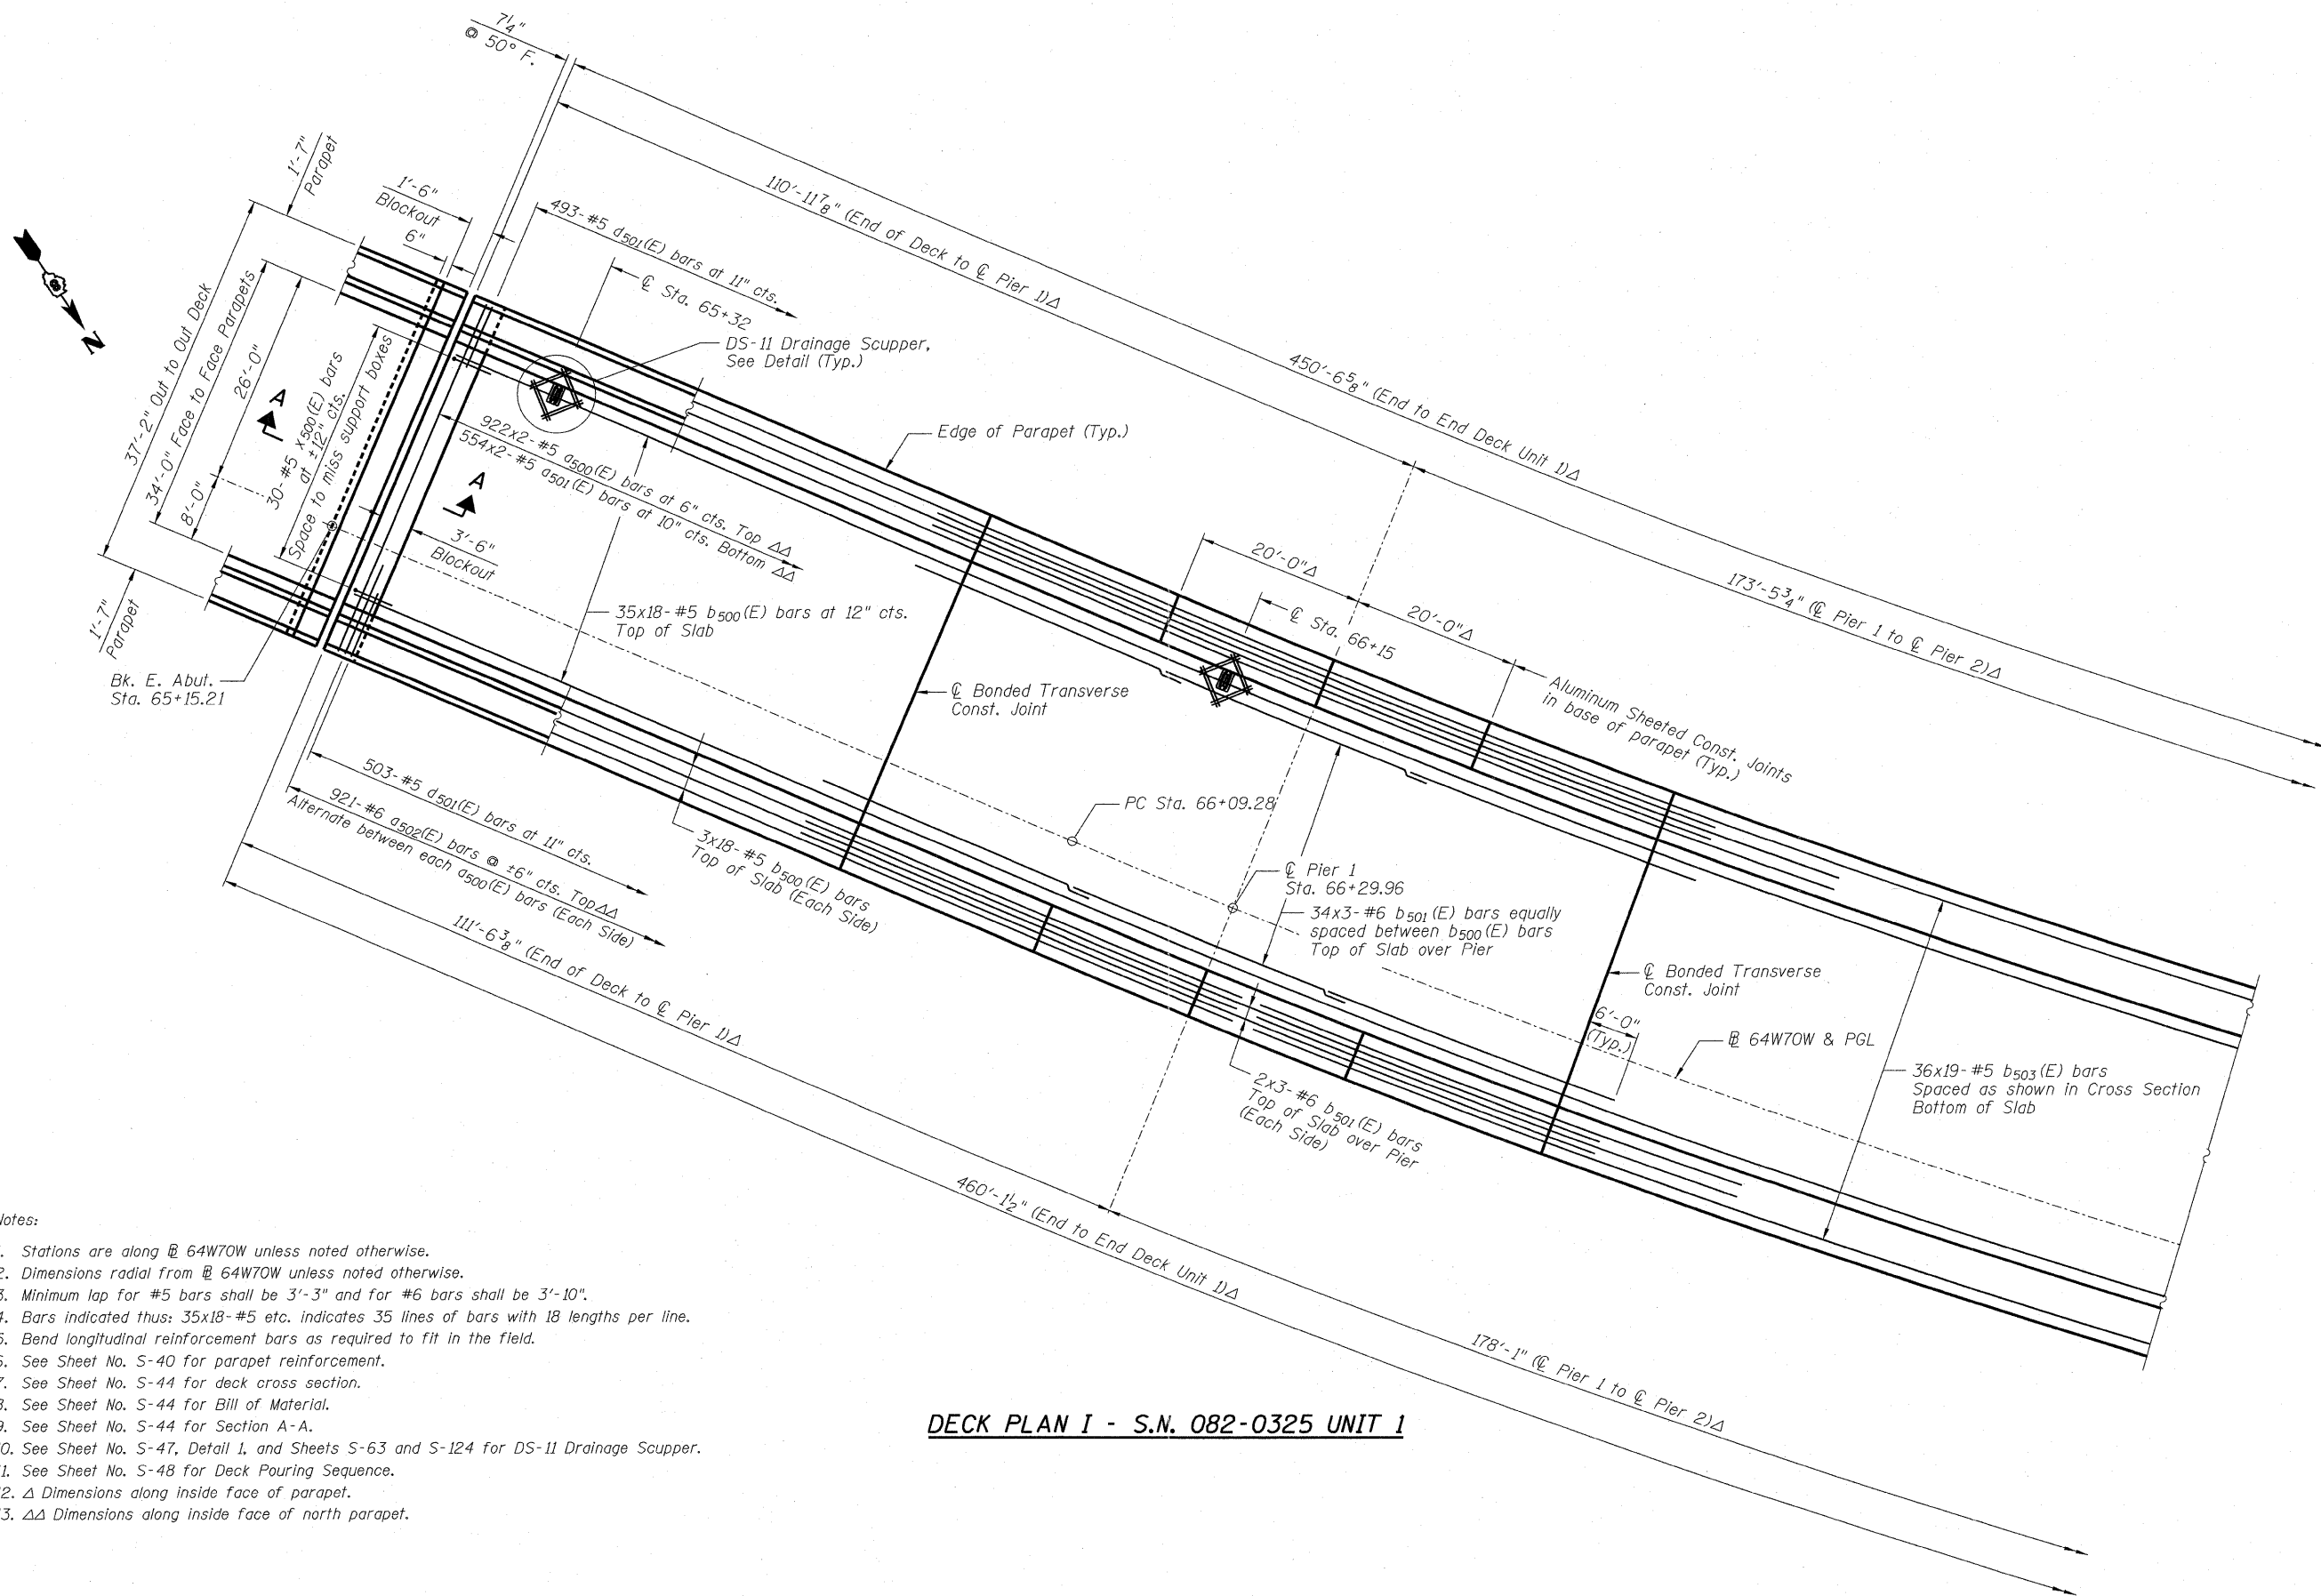 7¼"
@ 50° F.
1'-7"
Parapet
1'-6"
Blockout
6"
110'-11⅞" (End of Deck to ℄ Pier 1)Δ
450'-6⅝" (End to End Deck Unit 1)Δ
173'-5¾" (℄ Pier 1 to ℄ Pier 2)Δ
493-#5 d501(E) bars at 11" cts.
℄ Sta. 65+32
DS-11 Drainage Scupper,
See Detail (Typ.)
Edge of Parapet (Typ.)
N
37'-2" Out to Out Deck
34'-0" Face to Face Parapets
26'-0"
8'-0"
A
A
30-#5 x500(E) bars
at ±12" cts.
Space to miss support boxes
922x2-#5 a500(E) bars at 6" cts. Top ΔΔ
554x2-#5 a501(E) bars at 10" cts. Bottom ΔΔ
3'-6"
Blockout
35x18-#5 b500(E) bars at 12" cts.
Top of Slab
20'-0"Δ
20'-0"Δ
℄ Sta. 66+15
Aluminum Sheeted Const. Joints
in base of parapet (Typ.)
1'-7"
Parapet
Bk. E. Abut.
Sta. 65+15.21
℄ Bonded Transverse
Const. Joint
PC Sta. 66+09.28
℄ Pier 1
Sta. 66+29.96
34x3-#6 b501(E) bars equally
spaced between b500(E) bars
Top of Slab over Pier
℄ Bonded Transverse
Const. Joint
6'-0"
(Typ.)
℄ 64W70W & PGL
36x19-#5 b503(E) bars
Spaced as shown in Cross Section
Bottom of Slab
503-#5 d501(E) bars at 11" cts.
921-#6 a502(E) bars @ ±6" cts. TopΔΔ
Alternate between each a500(E) bars (Each Side)
3x18-#5 b500(E) bars
Top of Slab (Each Side)
2x3-#6 b501(E) bars
Top of Slab over Pier
(Each Side)
111'-6⅜" (End of Deck to ℄ Pier 1)Δ
460'-1½" (End to End Deck Unit 1)Δ
178'-1" (℄ Pier 1 to ℄ Pier 2)Δ
Notes:
. Stations are along ℄ 64W70W unless noted otherwise.
2. Dimensions radial from ℄ 64W70W unless noted otherwise.
3. Minimum lap for #5 bars shall be 3'-3" and for #6 bars shall be 3'-10".
4. Bars indicated thus: 35x18-#5 etc. indicates 35 lines of bars with 18 lengths per line.
5. Bend longitudinal reinforcement bars as required to fit in the field.
6. See Sheet No. S-40 for parapet reinforcement.
7. See Sheet No. S-44 for deck cross section.
8. See Sheet No. S-44 for Bill of Material.
9. See Sheet No. S-44 for Section A-A.
10. See Sheet No. S-47, Detail 1, and Sheets S-63 and S-124 for DS-11 Drainage Scupper.
11. See Sheet No. S-48 for Deck Pouring Sequence.
12. Δ Dimensions along inside face of parapet.
13. ΔΔ Dimensions along inside face of north parapet.
DECK PLAN I - S.N. 082-0325 UNIT 1